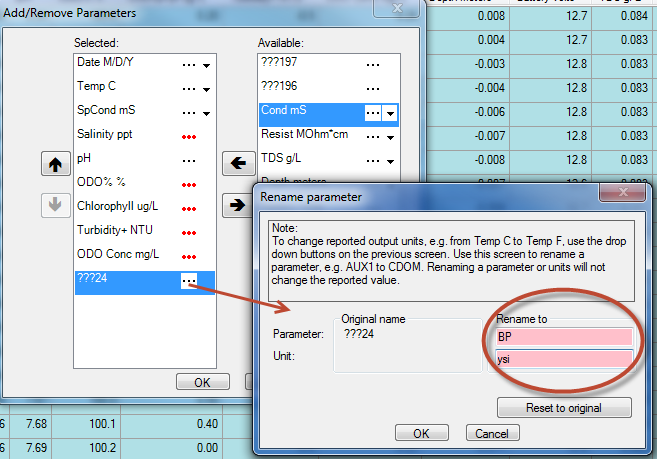 Add/Remove Parameters
Selected:
Available:
Date M/D/Y
Temp C
SpCond mS
Salinity ppt
pH
ODO% %
Chlorophyll ug/L
Turbidity+ NTU
ODO Conc mg/L
???24
???197
???196
Cond mS
Resist MOhm*cm
TDS g/L
OK
0.008 12.7 0.084
0.004 12.7 0.083
-0.003 12.8 0.083
-0.004 12.8 0.083
-0.006 12.8 0.083
-0.007 12.8 0.083
-0.008 12.8 0.083
Rename parameter
Note:
To change reported output units, e.g. from Temp C to Temp F, use the drop
down buttons on the previous screen. Use this screen to rename a
parameter, e.g. AUX1 to CDOM. Renaming a parameter or units will not
change the reported value.
Original name
Rename to
Parameter: ???24 BP
Unit: ysi
Reset to original
OK Cancel
6 7.68 100.1 0.40
6 7.69 100.2 0.00